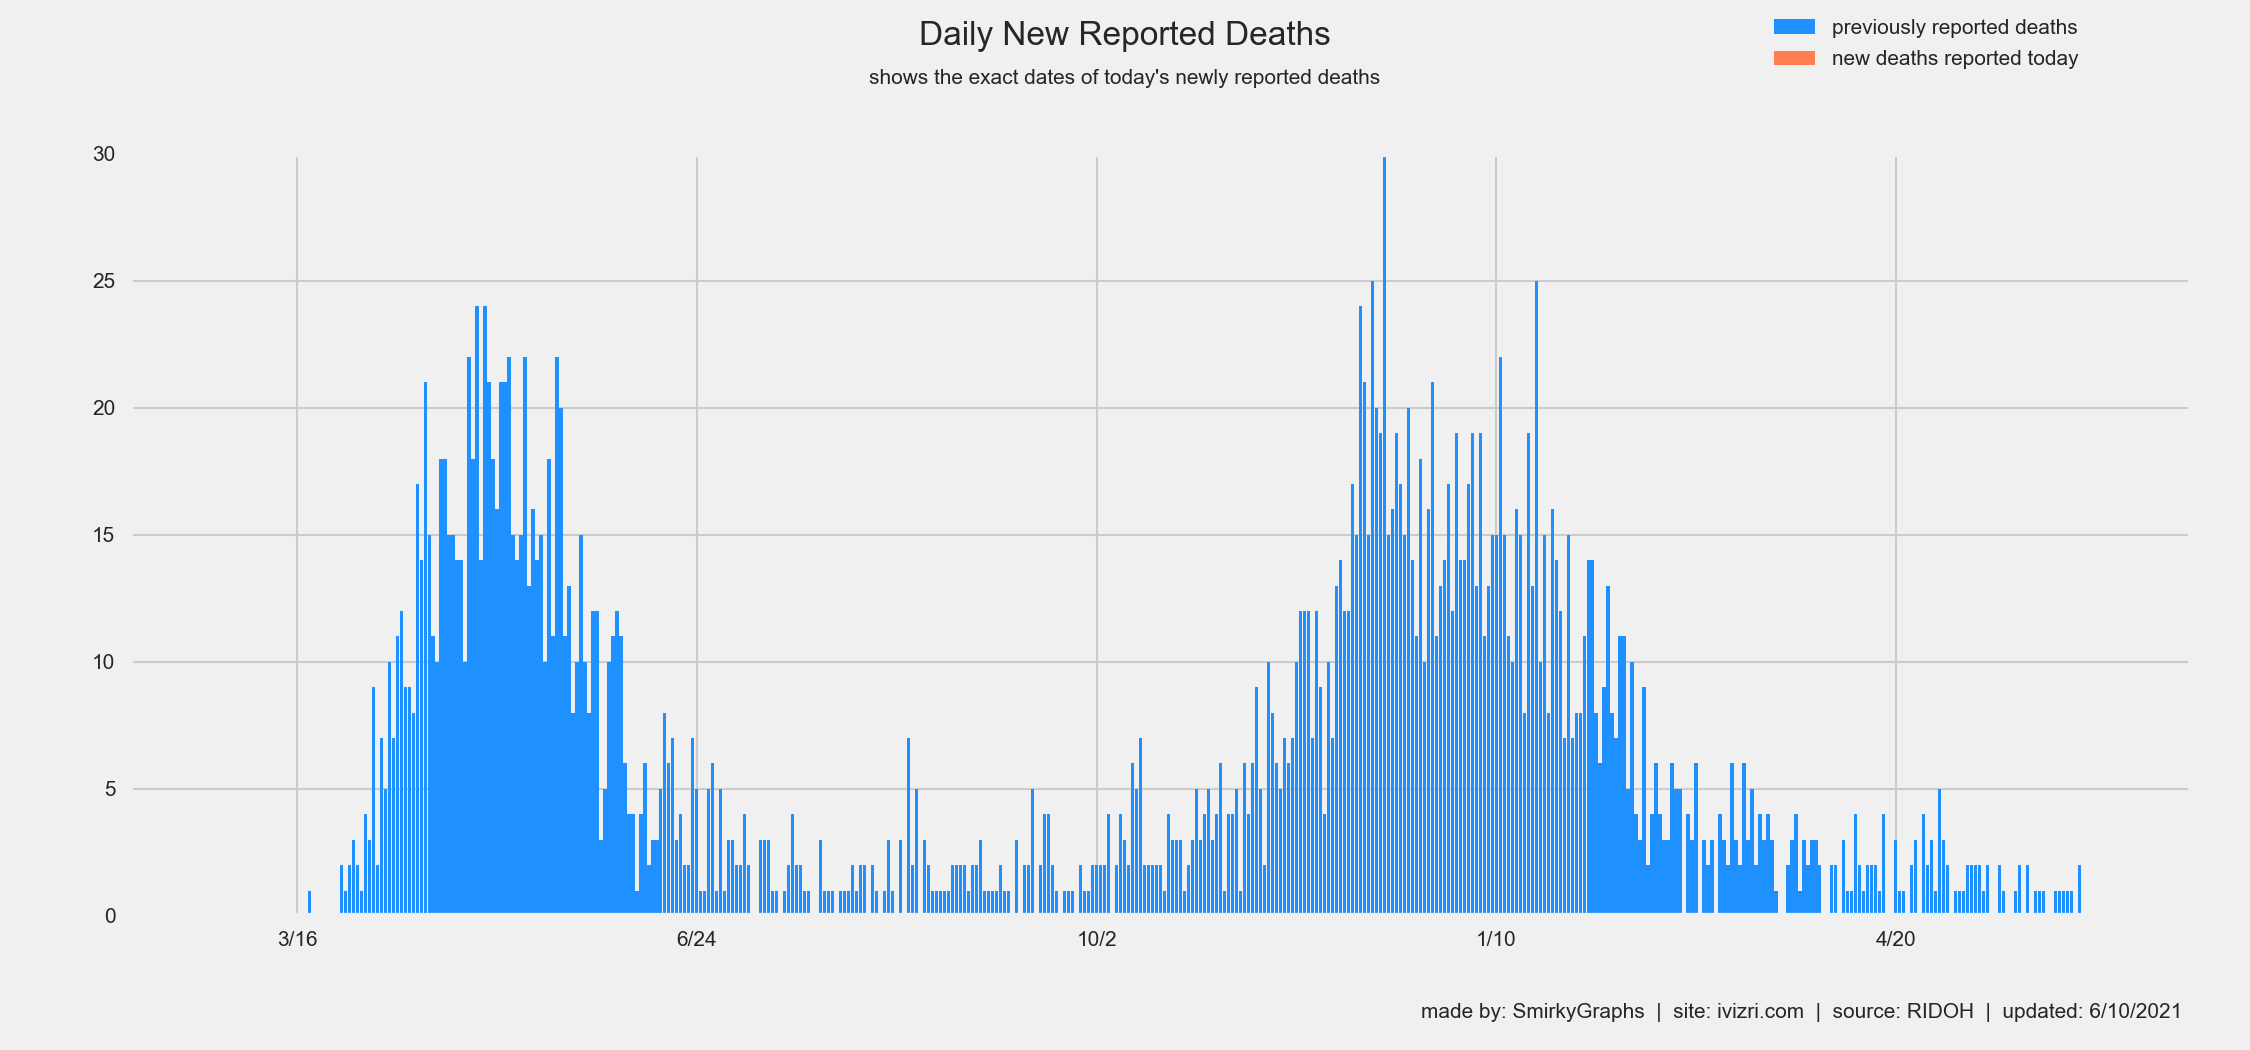 Daily New Reported Deaths
shows the exact dates of today's newly reported deaths
previously reported deaths
new deaths reported today
30
25
20
15
10
5
0
3/16 6/24 10/2 1/10 4/20
made by: SmirkyGraphs | site: ivizri.com | source: RIDOH | updated: 6/10/2021